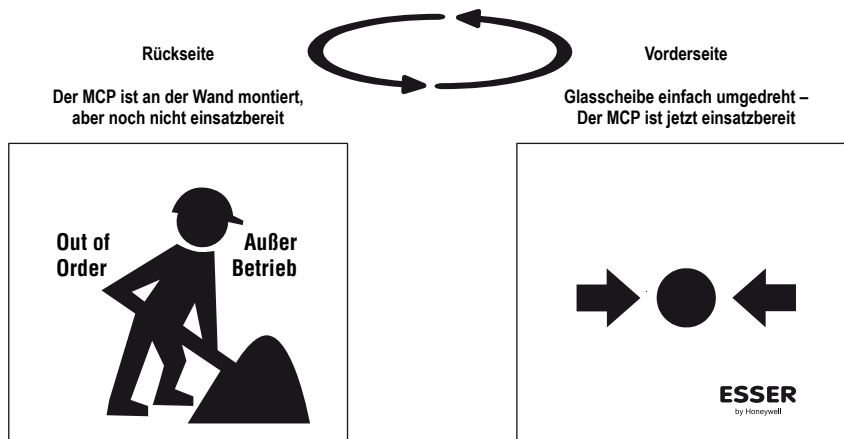 Rückseite
Der MCP ist an der Wand montiert,
aber noch nicht einsatzbereit
Out of
Order
Außer
Betrieb
Vorderseite
Glasscheibe einfach umgedreht –
Der MCP ist jetzt einsatzbereit
ESSER
by Honeywell